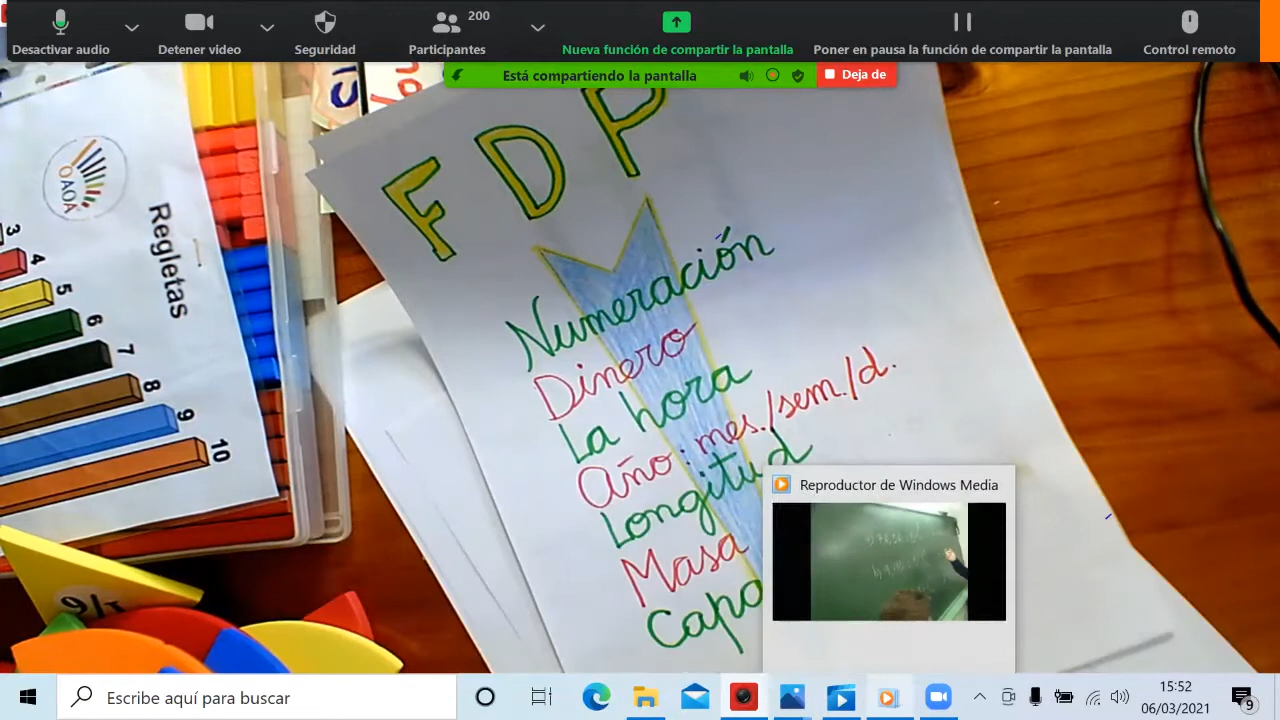 200
Desactivar audio
Detener video
Seguridad
Participantes
Nueva función de compartir la pantalla
Poner en pausa la función de compartir la pantalla
Control remoto
Está compartiendo la pantalla
Deja de
FDP
Numeración
Dinero
La hora
Año: mes./sem./d.
Longitud
Masa
Capa
OAOA
Regletas
3
4
5
6
7
8
9
10
1/6
Reproductor de Windows Media
Escribe aquí para buscar
15:52
06/03/2021
9